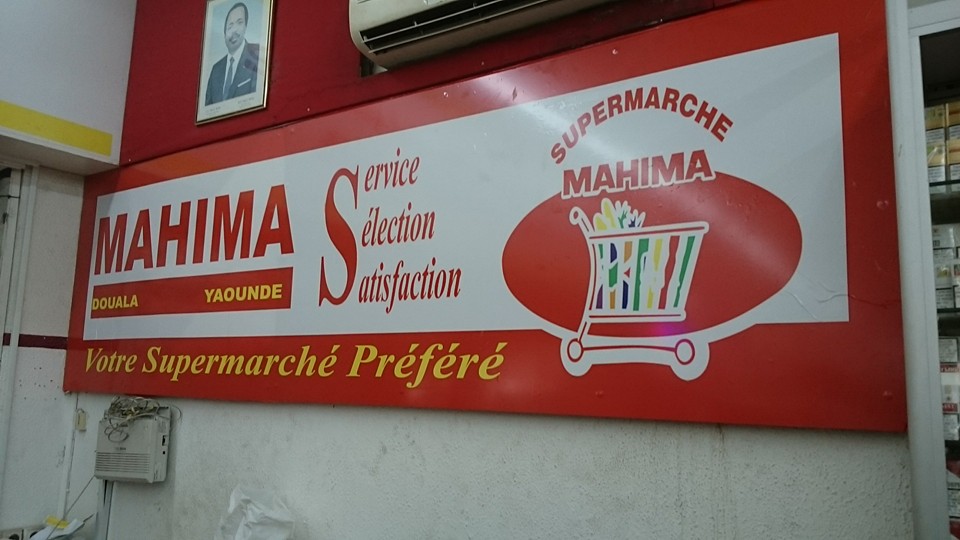 MAHIMA
DOUALA YAOUNDE
Service
Sélection
Satisfaction
Votre Supermarché Préféré
SUPERMARCHE
MAHIMA